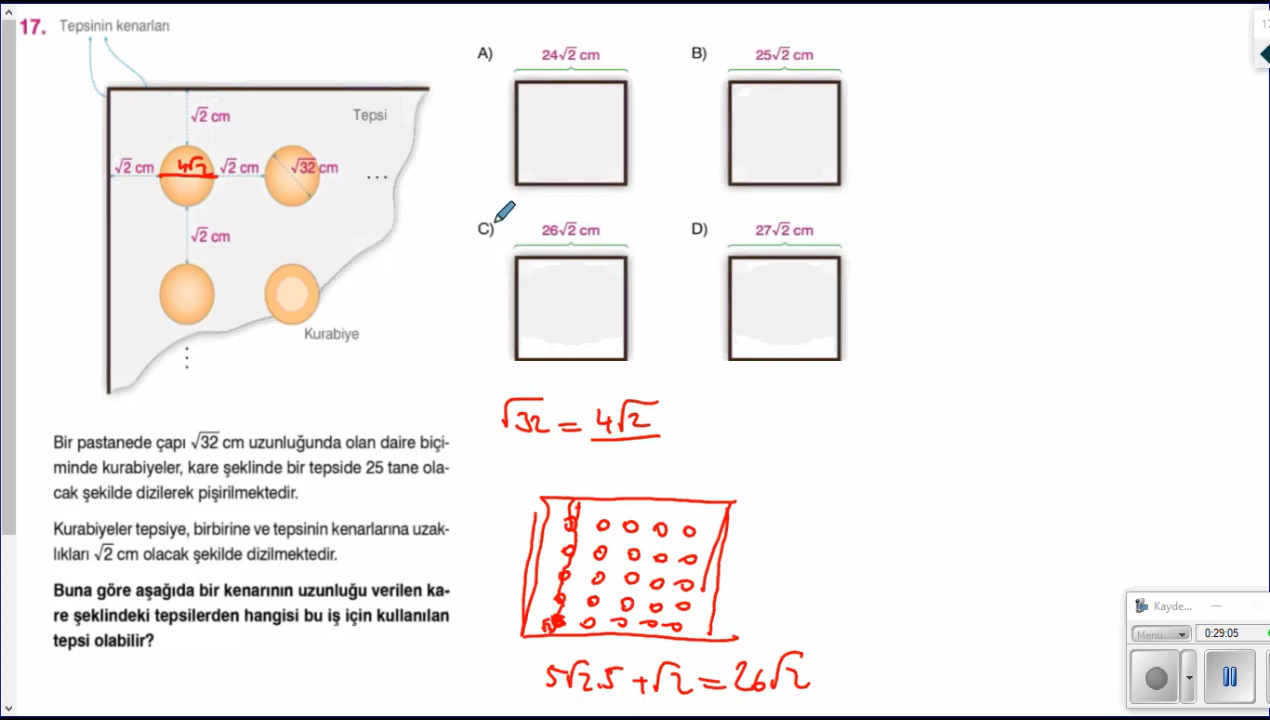 17. Tepsinin kenarları
√2 cm
Tepsi
√2 cm 4√2 √2 cm √32 cm
...
√2 cm
Kurabiye
A) 24√2 cm B) 25√2 cm
C) 26√2 cm D) 27√2 cm
√32 = 4√2
Bir pastanede çapı √32 cm uzunluğunda olan daire biçi-
minde kurabiyeler, kare şeklinde bir tepside 25 tane ola-
cak şekilde dizilerek pişirilmektedir.
Kurabiyeler tepsiye, birbirine ve tepsinin kenarlarına uzak-
lıkları √2 cm olacak şekilde dizilmektedir.
Buna göre aşağıda bir kenarının uzunluğu verilen ka-
re şeklindeki tepsilerden hangisi bu iş için kullanılan
tepsi olabilir?
5√2.5 + √2 = 26√2
17
Kayde...
Menü
0:29:05